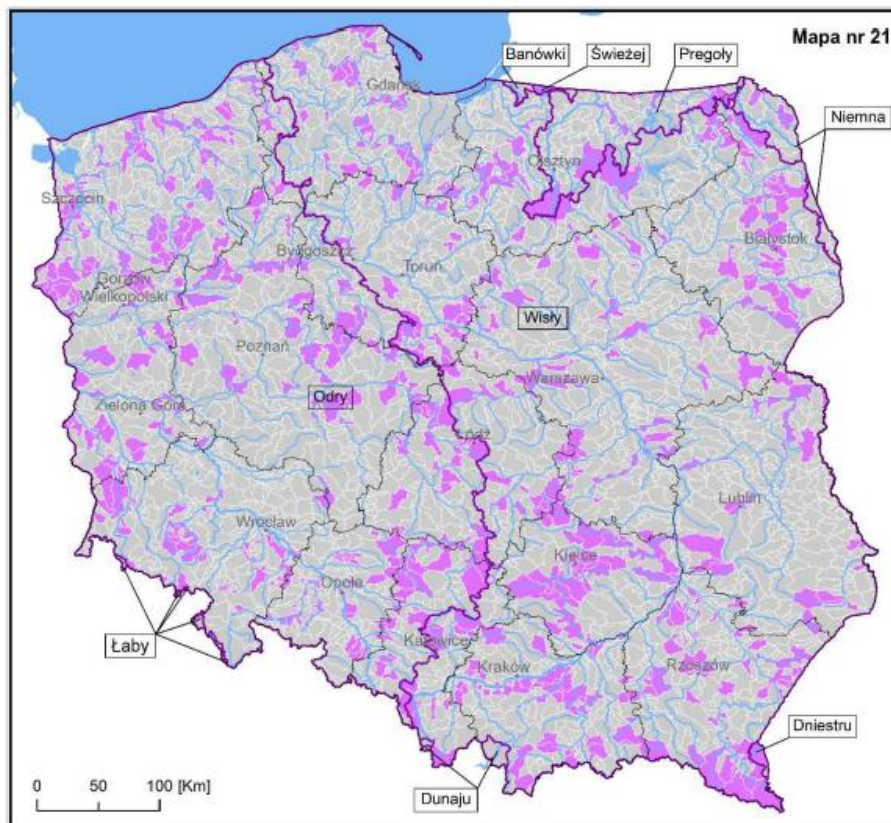 Mapa nr 21
Banówki
Świeżej
Pregoły
Niemna
Gdańsk
Olsztyn
Szczecin
Białystok
Bydgoszcz
Toruń
Gorzów
Wielkopolski
Wisły
Poznań
Warszawa
Odry
Zielona Góra
Łódź
Lublin
Wrocław
Kielce
Opole
Katowice
Łaby
Kraków
Rzeszów
Dniestru
0 50 100 [Km]
Dunaju